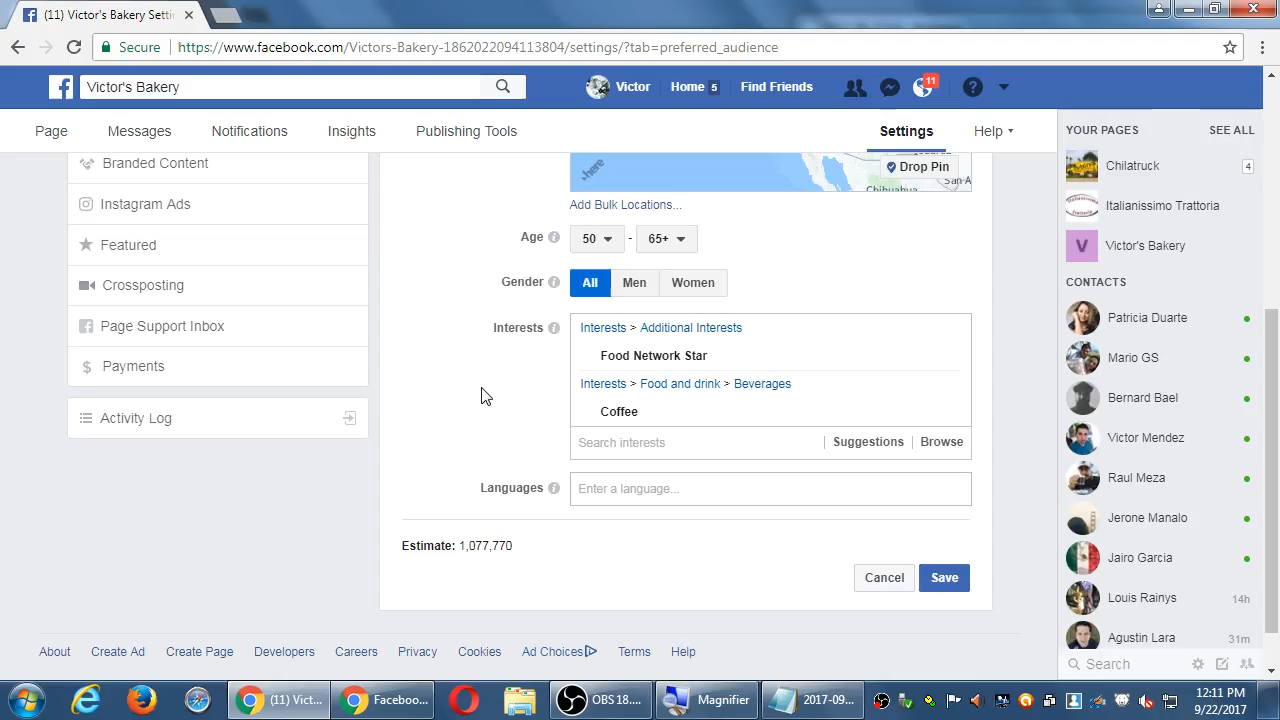 (11) Victor's Bakery Setti
Secure
https://www.facebook.com/Victors-Bakery-1862022094113804/settings/?tab=preferred_audience
Victor's Bakery
Victor
Home 5
Find Friends
11
Page
Messages
Notifications
Insights
Publishing Tools
Settings
Help
Branded Content
Instagram Ads
Featured
Crossposting
Page Support Inbox
Payments
Activity Log
Drop Pin
Chihuahua
San A
Add Bulk Locations...
Age
50 - 65+
Gender
All
Men
Women
Interests
Interests > Additional Interests
Food Network Star
Interests > Food and drink > Beverages
Coffee
Search interests
Suggestions
Browse
Languages
Enter a language...
Estimate: 1,077,770
Cancel
Save
About
Create Ad
Create Page
Developers
Careers
Privacy
Cookies
Ad Choices
Terms
Help
YOUR PAGES
SEE ALL
Chilatruck
4
Italianissimo Trattoria
V
Victor's Bakery
CONTACTS
Patricia Duarte
Mario GS
Bernard Bael
Victor Mendez
Raul Meza
Jerone Manalo
Jairo Garcia
Louis Rainys 14h
Agustin Lara 31m
Search
(11) Vict...
Faceboo...
OBS 18....
Magnifier
2017-09...
12:11 PM
9/22/2017